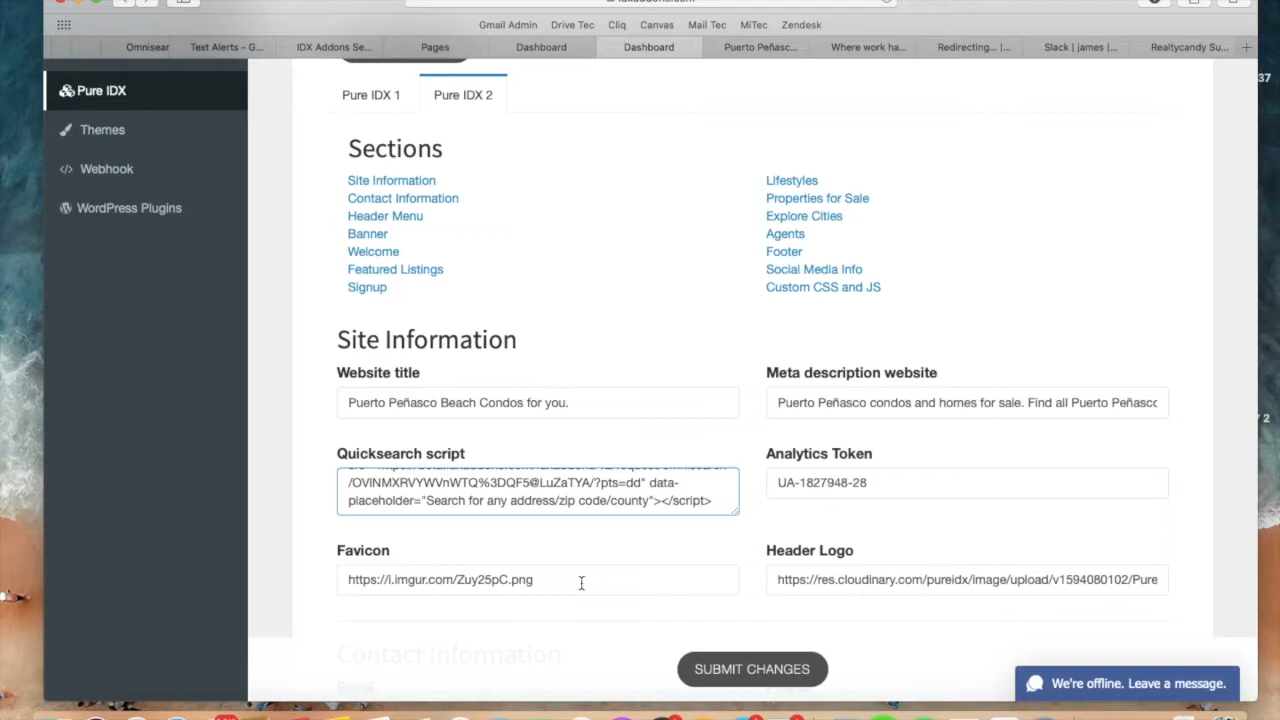 Gmail Admin Drive Tec Cliq Canvas Mail Tec MiTec Zendesk
Omnisear Text Alerts - G... IDX Addons Se... Pages Dashboard Dashboard Puerto Peñasc... Where work ha... Redirecting... |... Slack | james |... Realtycandy Su...
37
Pure IDX
Themes
Webhook
WordPress Plugins
Pure IDX 1 Pure IDX 2
Sections
Site Information
Contact Information
Header Menu
Banner
Welcome
Featured Listings
Signup
Lifestyles
Properties for Sale
Explore Cities
Agents
Footer
Social Media Info
Custom CSS and JS
/ 2
Site Information
Website title
Puerto Peñasco Beach Condos for you.
Meta description website
Puerto Peñasco condos and homes for sale. Find all Puerto Peñasc
Quicksearch script
/OVlNMXRVYWVnWTQ%3DQF5@LuZaTYA/?pts=dd" data-
placeholder="Search for any address/zip code/county"></script>
Analytics Token
UA-1827948-28
Favicon
https://i.imgur.com/Zuy25pC.png
Header Logo
https://res.cloudinary.com/pureidx/image/upload/v1594080102/Pure
Contact Information
Email
SUBMIT CHANGES
We're offline. Leave a message.